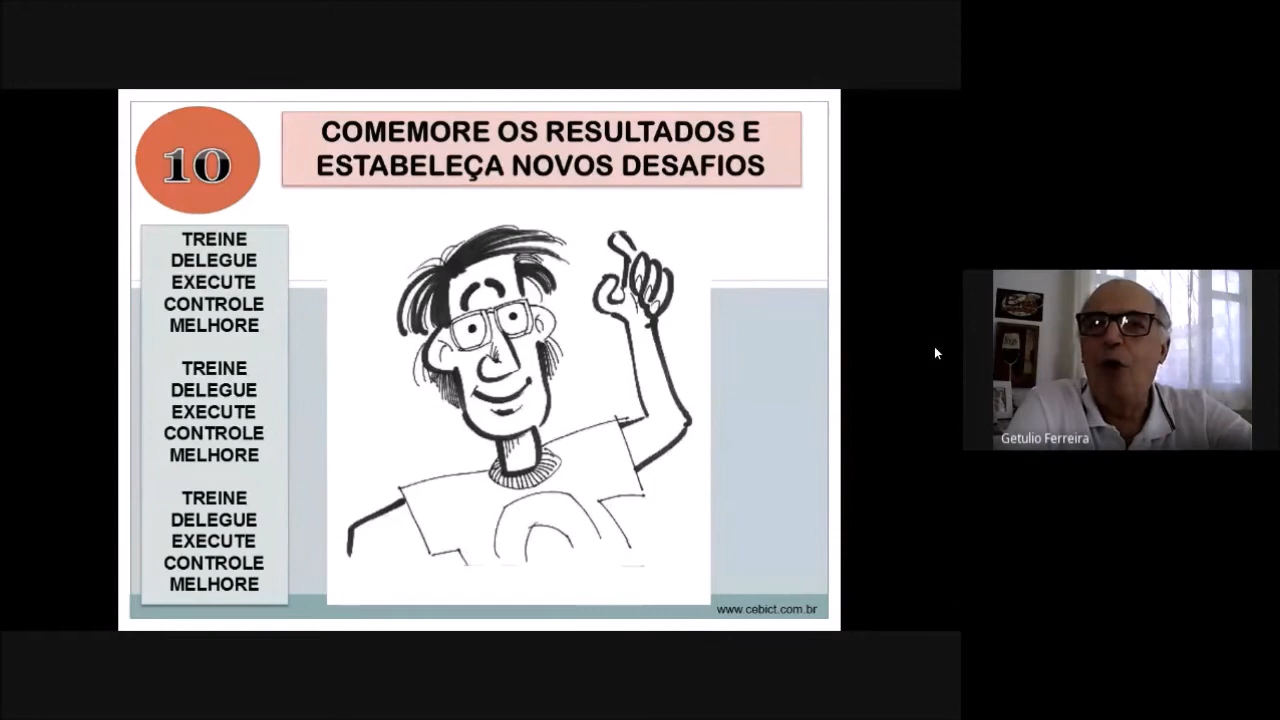 10
COMEMORE OS RESULTADOS E
ESTABELEÇA NOVOS DESAFIOS
TREINE
DELEGUE
EXECUTE
CONTROLE
MELHORE
TREINE
DELEGUE
EXECUTE
CONTROLE
MELHORE
TREINE
DELEGUE
EXECUTE
CONTROLE
MELHORE
www.cebict.com.br
Getulio Ferreira